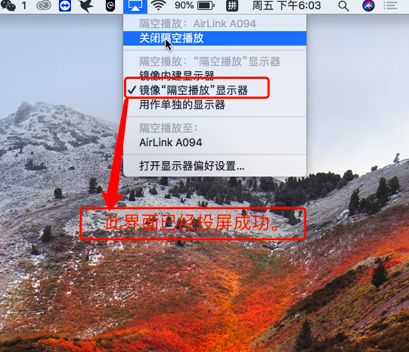 1
90%
拼
周五 下午6:03
隔空播放：AirLink A094
关闭隔空播放
隔空播放：“隔空播放”显示器
镜像内建显示器
✓ 镜像“隔空播放”显示器
用作单独的显示器
隔空播放至：
AirLink A094
打开显示器偏好设置...
此界面已经投屏成功。